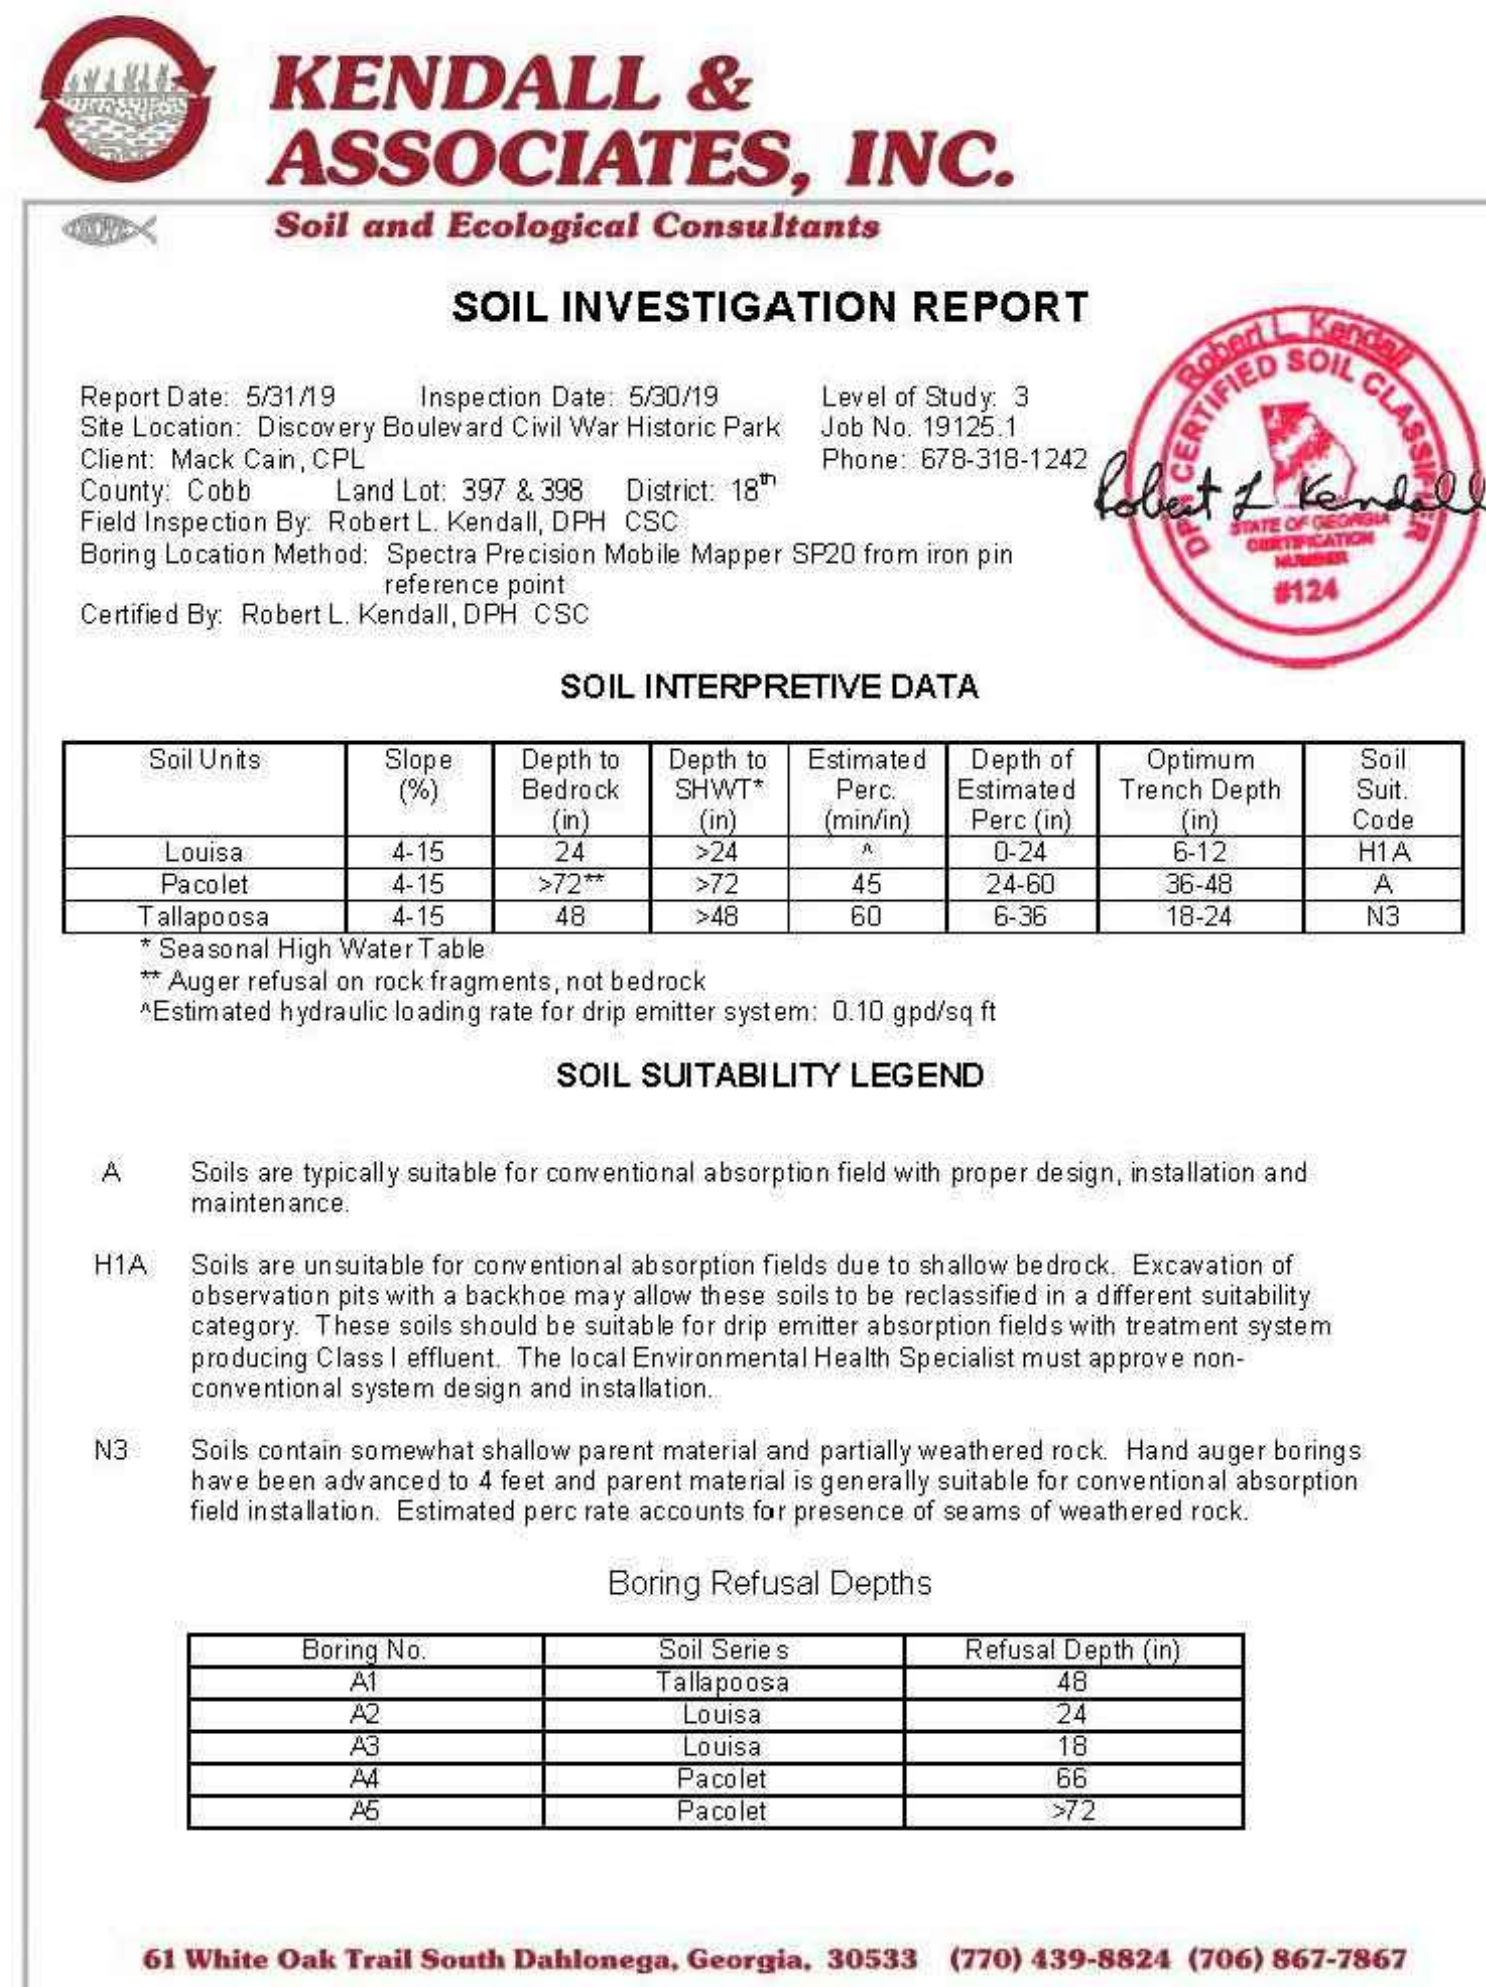 KENDALL &
ASSOCIATES, INC.
Soil and Ecological Consultants
SOIL INVESTIGATION REPORT
Report Date: 5/31/19 Inspection Date: 5/30/19 Level of Study: 3
Site Location: Discovery Boulevard Civil War Historic Park Job No. 19125.1
Client: Mack Cain, CPL Phone: 678-318-1242
County: Cobb Land Lot: 397 & 398 District: 18th
Field Inspection By: Robert L. Kendall, DPH CSC
Boring Location Method: Spectra Precision Mobile Mapper SP20 from iron pin
reference point
Certified By: Robert L. Kendall, DPH CSC
Robert L. Kendall
DPH CERTIFIED SOIL CLASSIFIER
Robert L Kendall
STATE OF GEORGIA
CERTIFICATION
NUMBER
#124
SOIL INTERPRETIVE DATA
Soil Units Slope Depth to Depth to Estimated Depth of Optimum Soil
(%) Bedrock SHWT* Perc. Estimated Trench Depth Suit.
(in) (in) (min/in) Perc (in) (in) Code
Louisa 4-15 24 >24 ^ 0-24 6-12 H1A
Pacolet 4-15 >72** >72 45 24-60 36-48 A
Tallapoosa 4-15 48 >48 60 6-36 18-24 N3
* Seasonal High Water Table
** Auger refusal on rock fragments, not bedrock
^Estimated hydraulic loading rate for drip emitter system: 0.10 gpd/sq ft
SOIL SUITABILITY LEGEND
A Soils are typically suitable for conventional absorption field with proper design, installation and
maintenance.
H1A Soils are unsuitable for conventional absorption fields due to shallow bedrock. Excavation of
observation pits with a backhoe may allow these soils to be reclassified in a different suitability
category. These soils should be suitable for drip emitter absorption fields with treatment system
producing Class I effluent. The local Environmental Health Specialist must approve non-
conventional system design and installation.
N3 Soils contain somewhat shallow parent material and partially weathered rock. Hand auger borings
have been advanced to 4 feet and parent material is generally suitable for conventional absorption
field installation. Estimated perc rate accounts for presence of seams of weathered rock.
Boring Refusal Depths
Boring No. Soil Series Refusal Depth (in)
A1 Tallapoosa 48
A2 Louisa 24
A3 Louisa 18
A4 Pacolet 66
A5 Pacolet >72
61 White Oak Trail South Dahlonega, Georgia, 30533 (770) 439-8824 (706) 867-7867